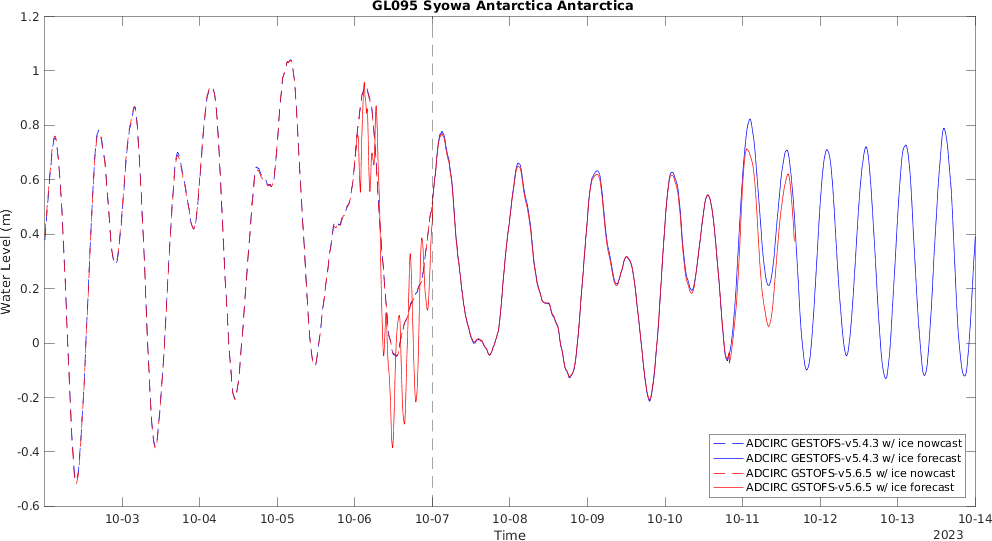 GL095 Syowa Antarctica Antarctica
1.2
1
0.8
0.6
0.4
0.2
0
-0.2
-0.4
-0.6
Water Level (m)
ADCIRC GESTOFS-v5.4.3 w/ ice nowcast
ADCIRC GESTOFS-v5.4.3 w/ ice forecast
ADCIRC GSTOFS-v5.6.5 w/ ice nowcast
ADCIRC GSTOFS-v5.6.5 w/ ice forecast
10-03 10-04 10-05 10-06 10-07 10-08 10-09 10-10 10-11 10-12 10-13 10-14
Time
2023